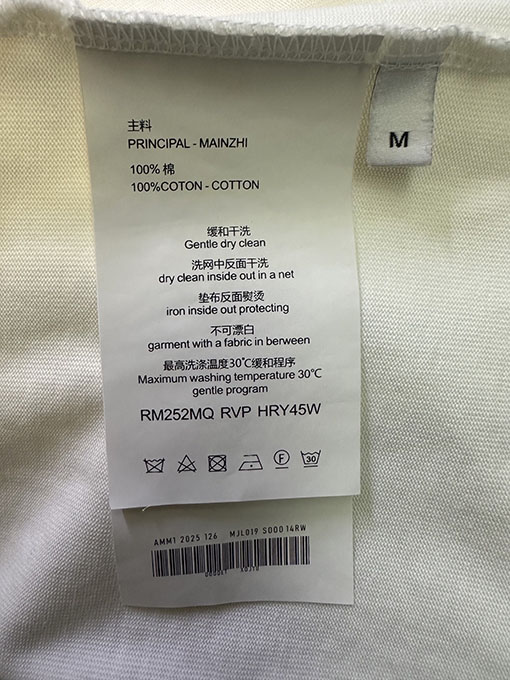 主料
PRINCIPAL - MAINZHI
100% 棉
100%COTON - COTTON
缓和干洗
Gentle dry clean
洗网中反面干洗
dry clean inside out in a net
垫布反面熨烫
iron inside out protecting
不可漂白
garment with a fabric in berween
最高洗涤温度30℃缓和程序
Maximum washing temperature 30℃
gentle program
RM252MQ RVP HRY45W
F
30
M
AMM1 2025 126 MJL019 S000 14RW